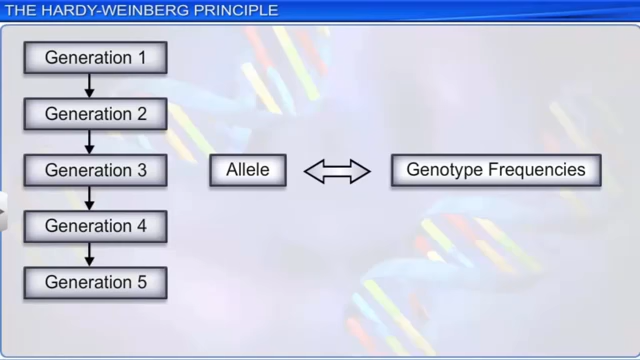 THE HARDY-WEINBERG PRINCIPLE
Generation 1
Generation 2
Generation 3
Allele
Genotype Frequencies
Generation 4
Generation 5